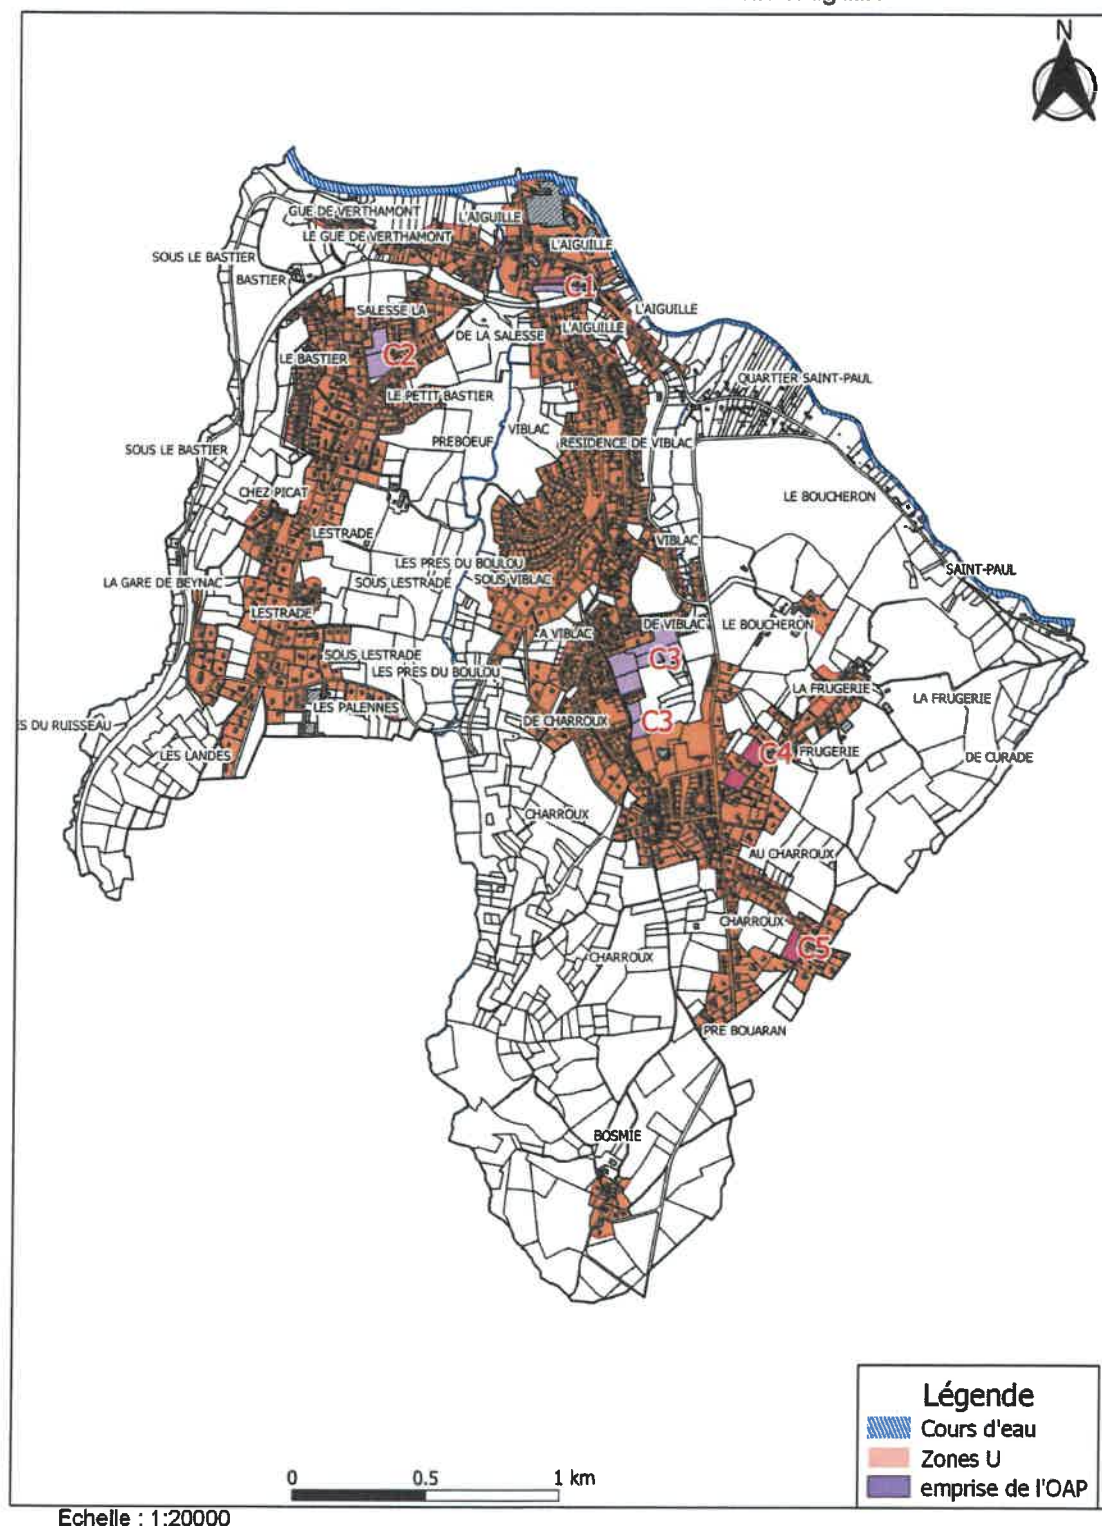 N
GUE DE VERTHAMONT
L'AIGUILLE
LE GUE DE VERTHAMONT
L'AIGUILLE
SOUS LE BASTIER
BASTIER
C1
SALESSE LA
L'AIGUILLE
DE LA SALESSE
L'AIGUILLE
LE BASTIER
C2
QUARTIER SAINT-PAUL
LE PETIT BASTIER
VIBLAC
PREBOEUF
RESIDENCE DE VIBLAC
SOUS LE BASTIER
CHEZ PICAT
LE BOUCHERON
LESTRADE
VIBLAC
LES PRES DU BOULOU
SAINT-PAUL
LA GARE DE BEYNAC
SOUS LESTRADE
SOUS VIBLAC
LESTRADE
DE VIBLAC
LE BOUCHERON
A VIBLAC
SOUS LESTRADE
C3
LES PRES DU BOULOU
LA FRUGERIE
LA FRUGERIE
LES PALENNES
DE CHARROUX
C3
S DU RUISSEAU
LES LANDES
C4
FRUGERIE
DE CURADE
CHARROUX
AU CHARROUX
CHARROUX
C5
CHARROUX
PRE BOUARAN
BOSMIE
Légende
Cours d'eau
Zones U
emprise de l'OAP
0 0.5 1 km
Echelle : 1:20000